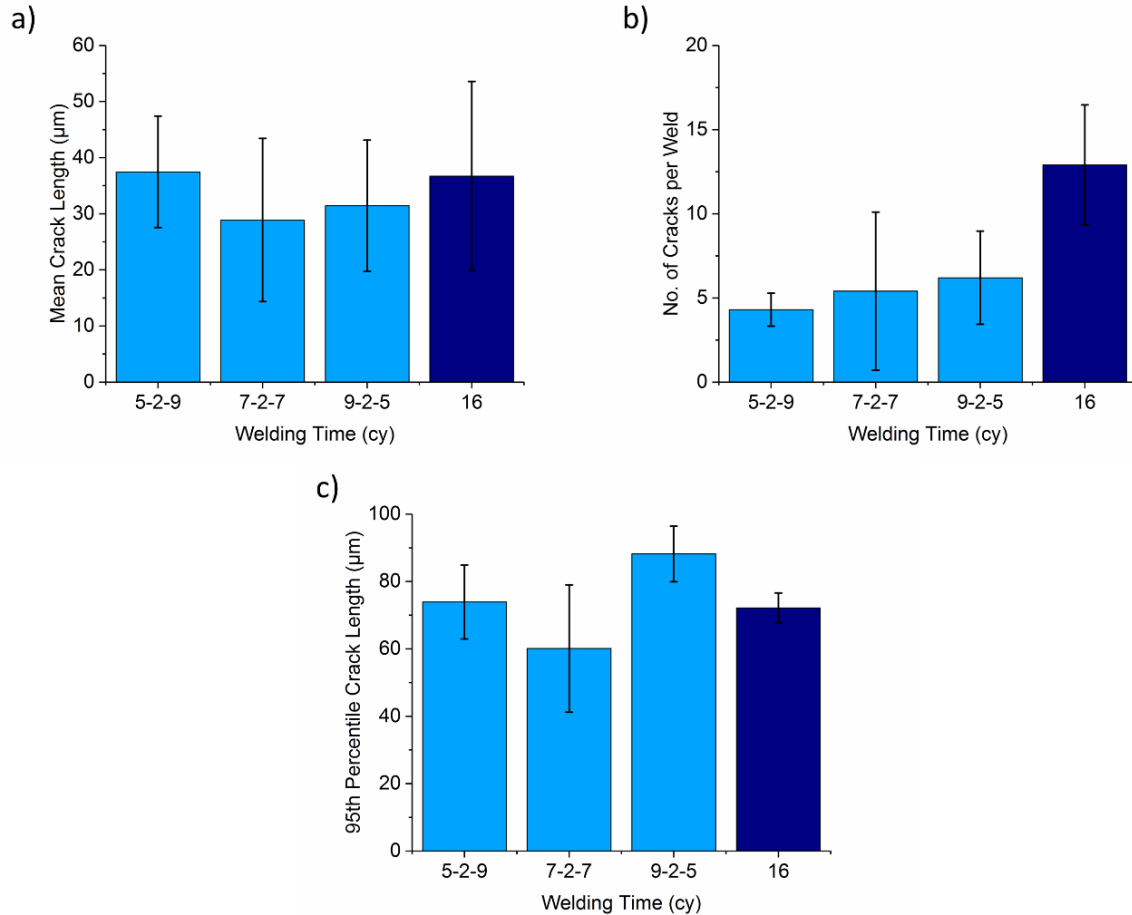 a)
60
50
40
30
20
10
0
Mean Crack Length (µm)
5-2-9 7-2-7 9-2-5 16
Welding Time (cy)
b)
20
15
10
5
0
No. of Cracks per Weld
5-2-9 7-2-7 9-2-5 16
Welding Time (cy)
c)
100
80
60
40
20
0
95th Percentile Crack Length (µm)
5-2-9 7-2-7 9-2-5 16
Welding Time (cy)